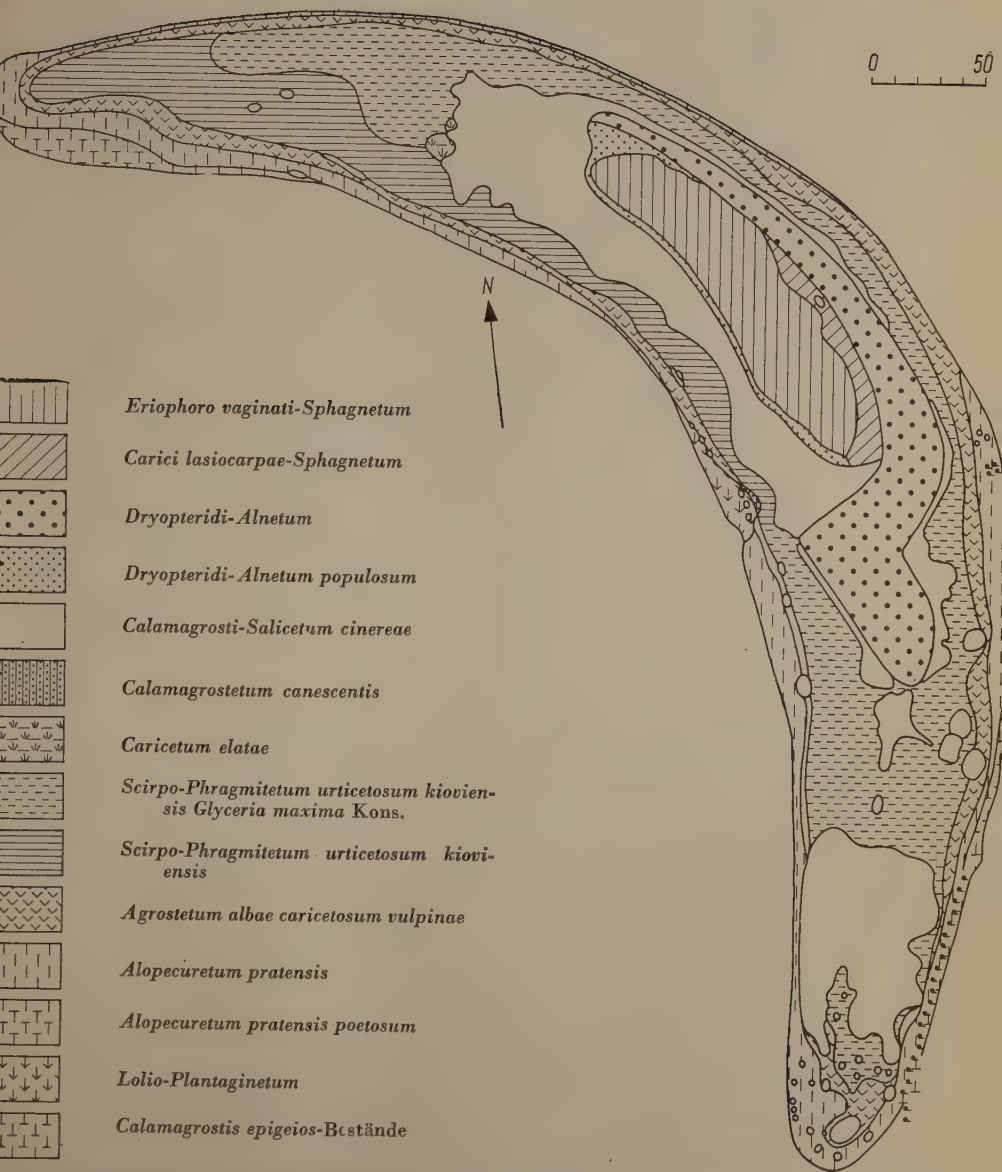 0 50
N
Eriophoro vaginati-Sphagnetum
Carici lasiocarpae-Sphagnetum
Dryopteridi-Alnetum
Dryopteridi-Alnetum populosum
Calamagrosti-Salicetum cinereae
Calamagrostetum canescentis
Caricetum elatae
Scirpo-Phragmitetum urticetosum kiovien-
sis Glyceria maxima Kons.
Scirpo-Phragmitetum urticetosum kiovi-
ensis
Agrostetum albae caricetosum vulpinae
Alopecuretum pratensis
Alopecuretum pratensis poetosum
Lolio-Plantaginetum
Calamagrostis epigeios-Bestände